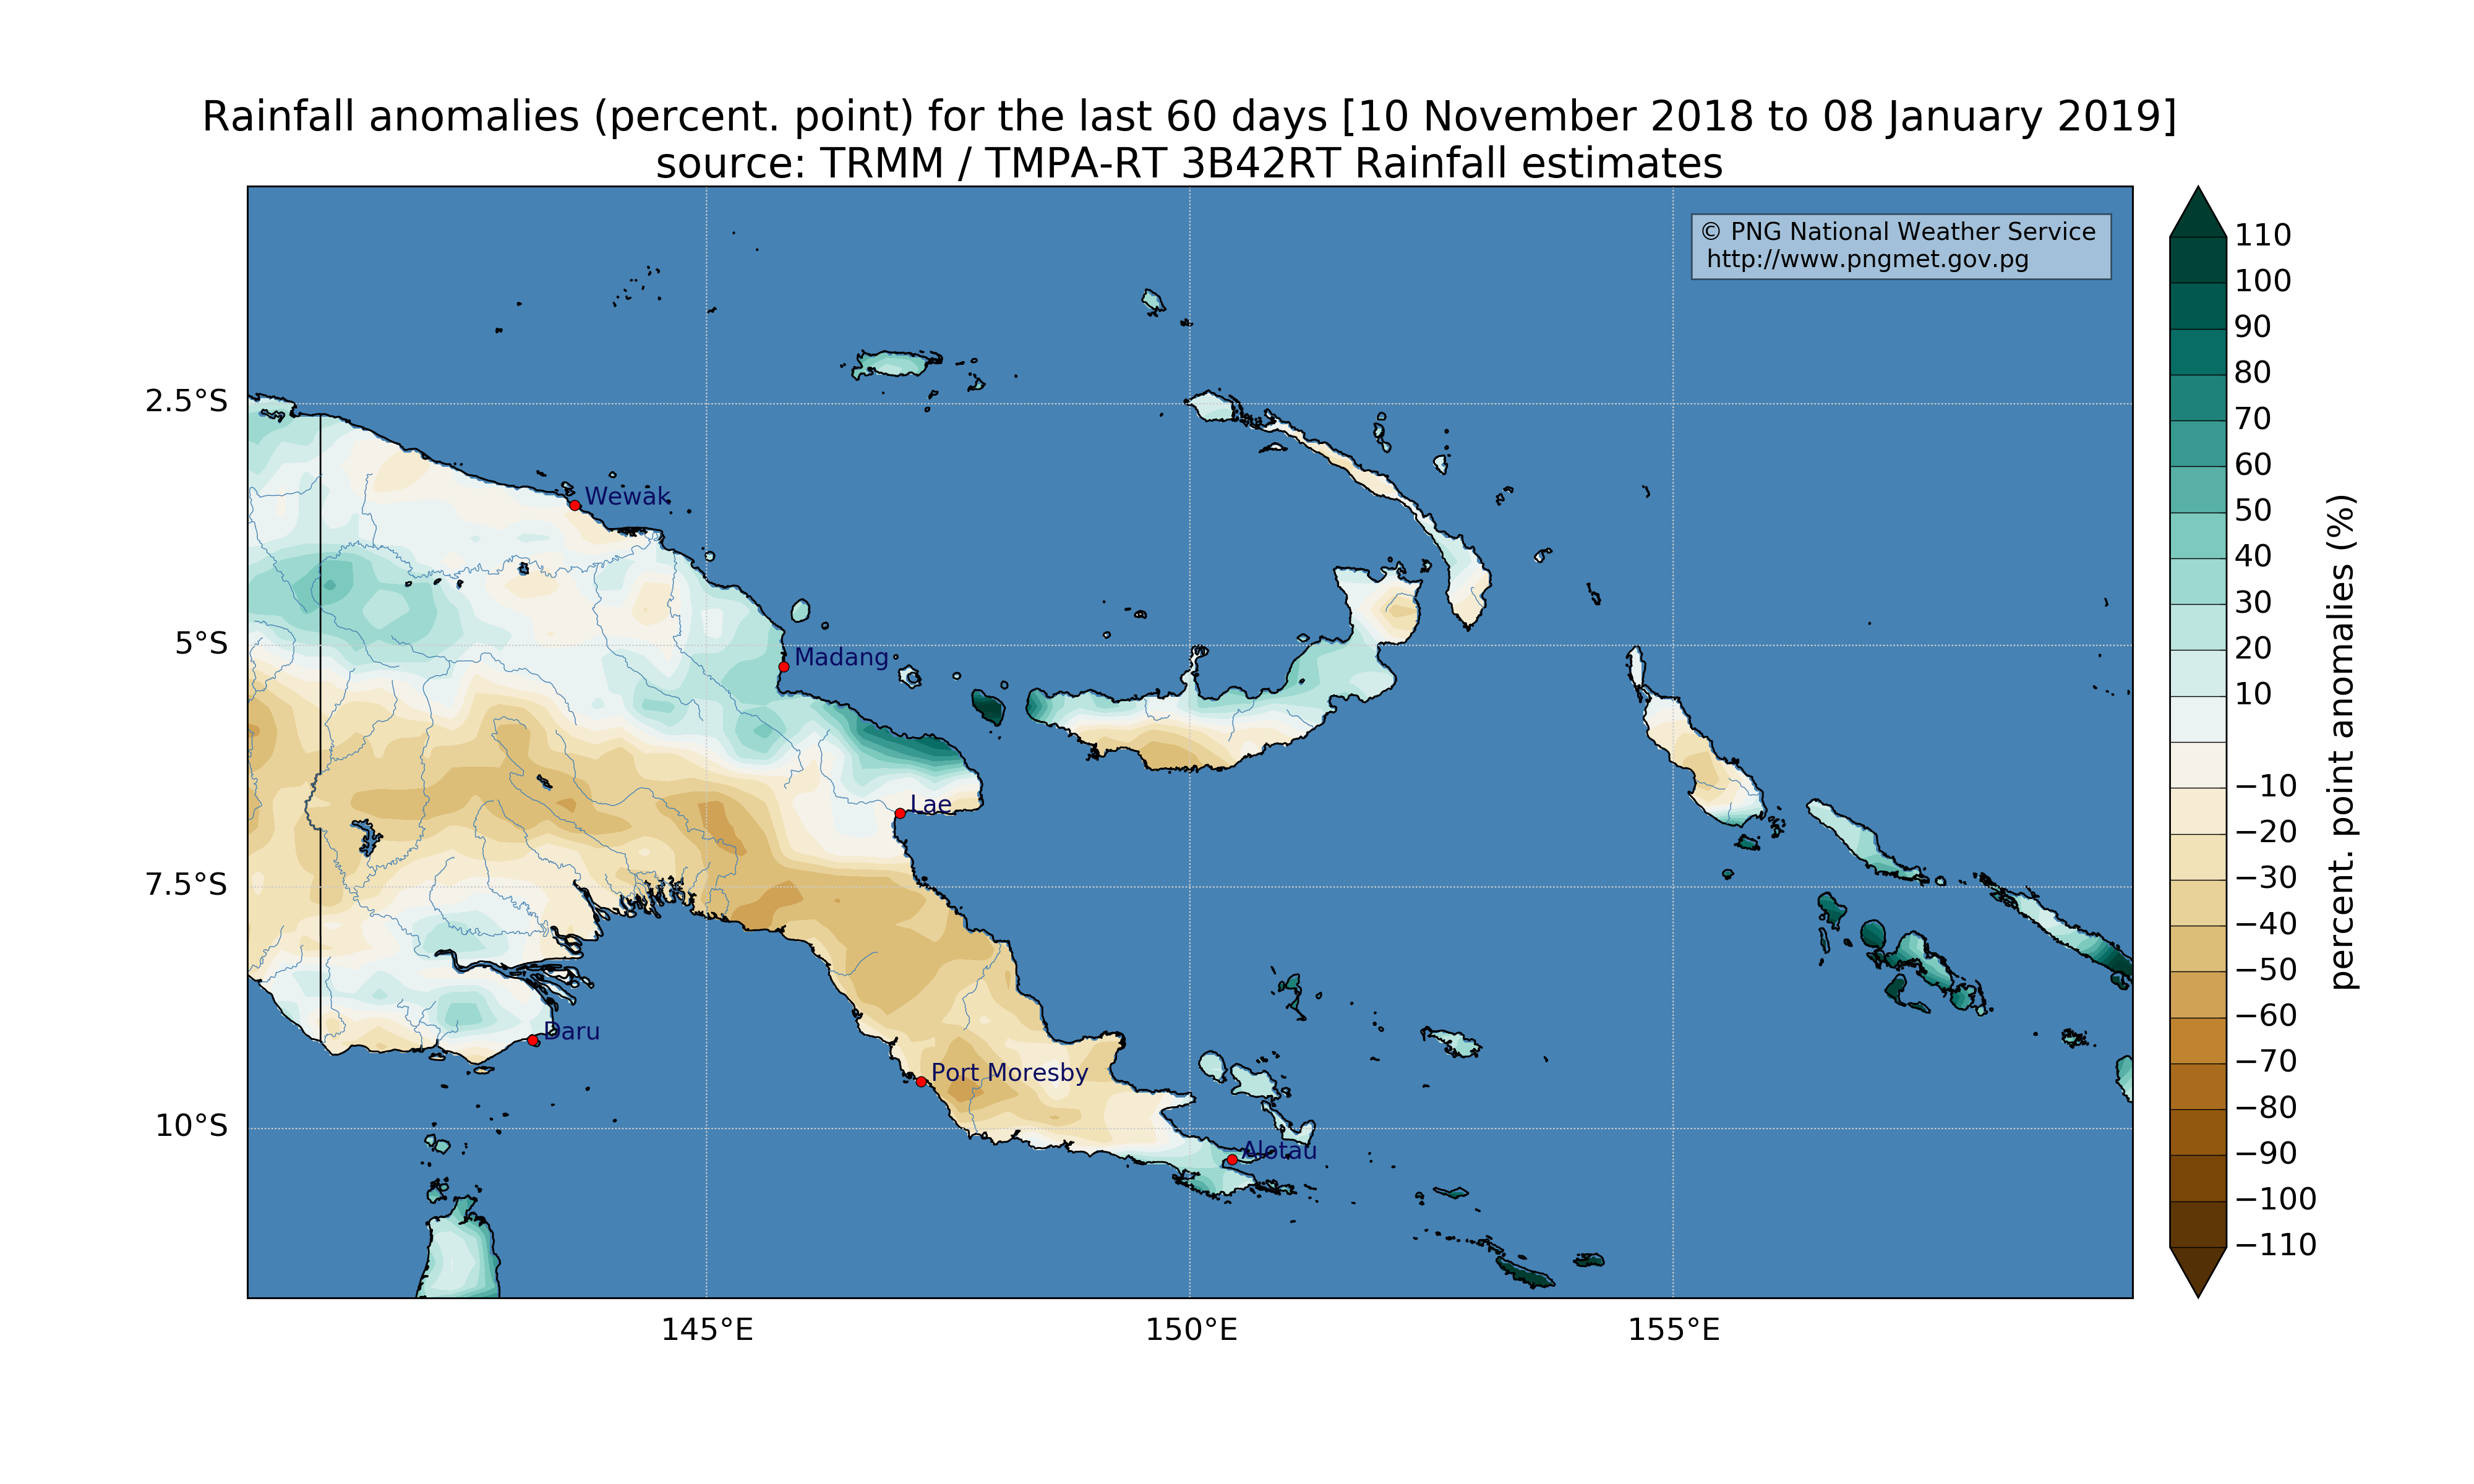 Rainfall anomalies (percent. point) for the last 60 days [10 November 2018 to 08 January 2019]
source: TRMM / TMPA-RT 3B42RT Rainfall estimates
© PNG National Weather Service
http://www.pngmet.gov.pg
2.5°S
5°S
7.5°S
10°S
Wewak
Madang
Lae
Daru
Port Moresby
Alotau
145°E
150°E
155°E
110
100
90
80
70
60
50
40
30
20
10
−10
−20
−30
−40
−50
−60
−70
−80
−90
−100
−110
percent. point anomalies (%)